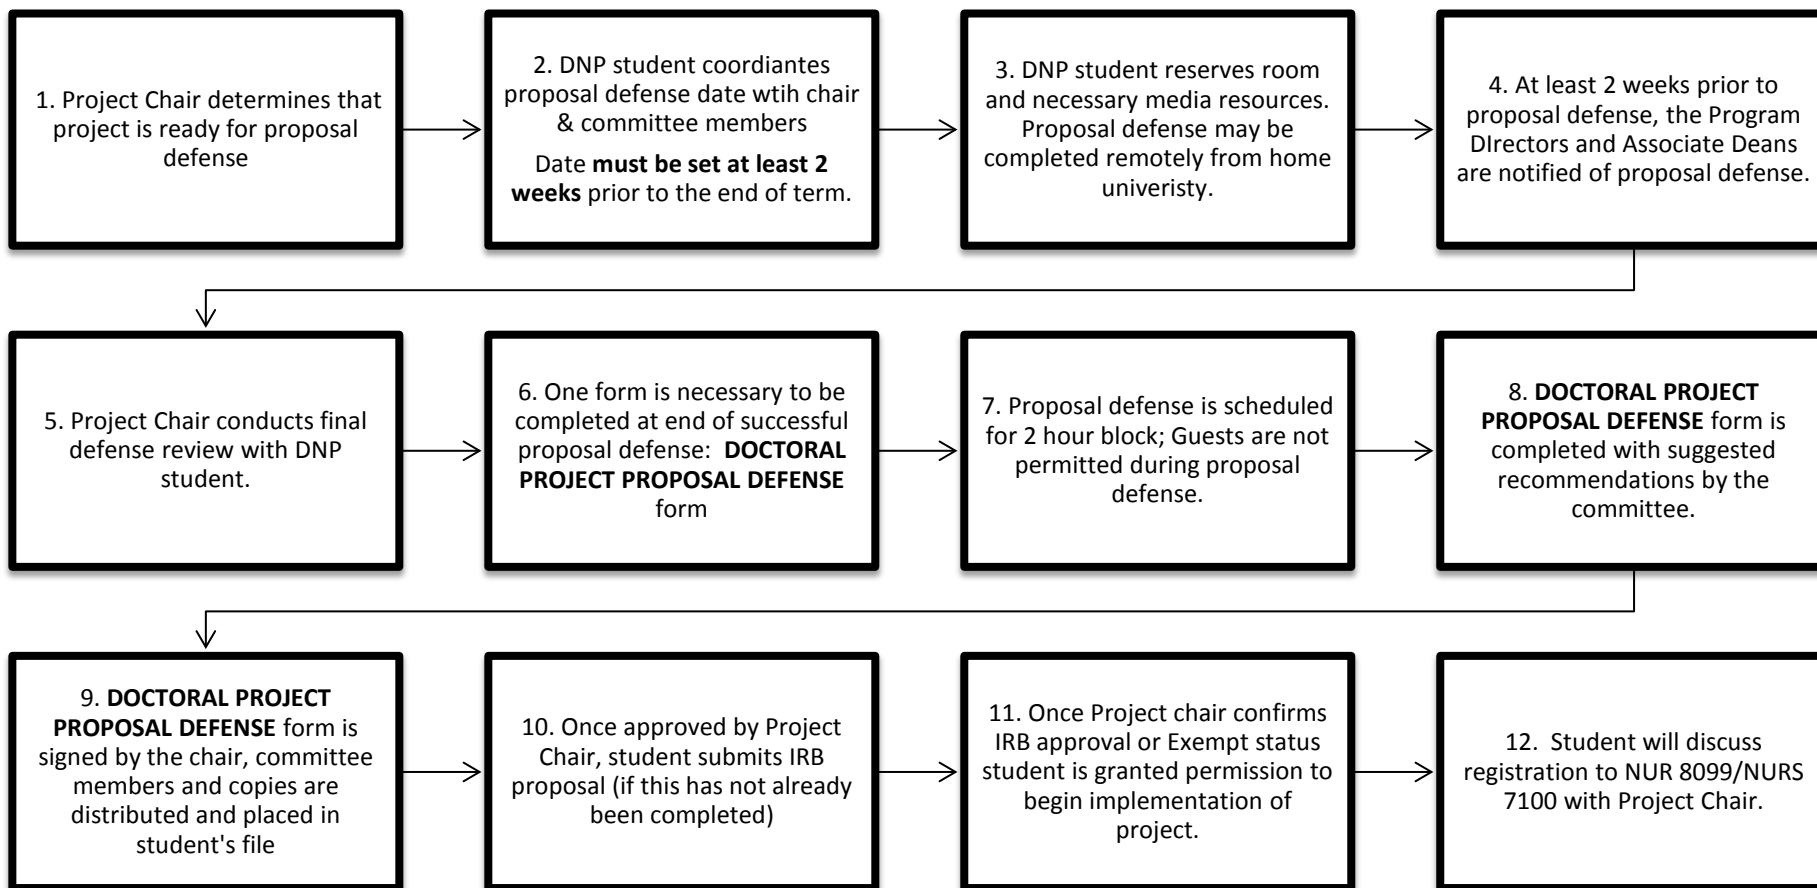 1. Project Chair determines that
project is ready for proposal
defense
2. DNP student coordiantes
proposal defense date wtih chair
& committee members
Date must be set at least 2
weeks prior to the end of term.
3. DNP student reserves room
and necessary media resources.
Proposal defense may be
completed remotely from home
univeristy.
4. At least 2 weeks prior to
proposal defense, the Program
DIrectors and Associate Deans
are notified of proposal defense.
5. Project Chair conducts final
defense review with DNP
student.
6. One form is necessary to be
completed at end of successful
proposal defense: DOCTORAL
PROJECT PROPOSAL DEFENSE
form
7. Proposal defense is scheduled
for 2 hour block; Guests are not
permitted during proposal
defense.
8. DOCTORAL PROJECT
PROPOSAL DEFENSE form is
completed with suggested
recommendations by the
committee.
9. DOCTORAL PROJECT
PROPOSAL DEFENSE form is
signed by the chair, committee
members and copies are
distributed and placed in
student's file
10. Once approved by Project
Chair, student submits IRB
proposal (if this has not already
been completed)
11. Once Project chair confirms
IRB approval or Exempt status
student is granted permission to
begin implementation of
project.
12. Student will discuss
registration to NUR 8099/NURS
7100 with Project Chair.